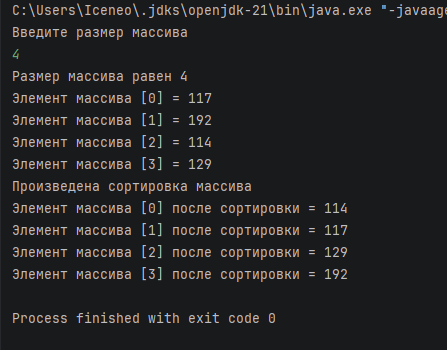 C:\Users\Iceneo\.jdks\openjdk-21\bin\java.exe "-javaage
Введите размер массива
4
Размер массива равен 4
Элемент массива [0] = 117
Элемент массива [1] = 192
Элемент массива [2] = 114
Элемент массива [3] = 129
Произведена сортировка массива
Элемент массива [0] после сортировки = 114
Элемент массива [1] после сортировки = 117
Элемент массива [2] после сортировки = 129
Элемент массива [3] после сортировки = 192
Process finished with exit code 0